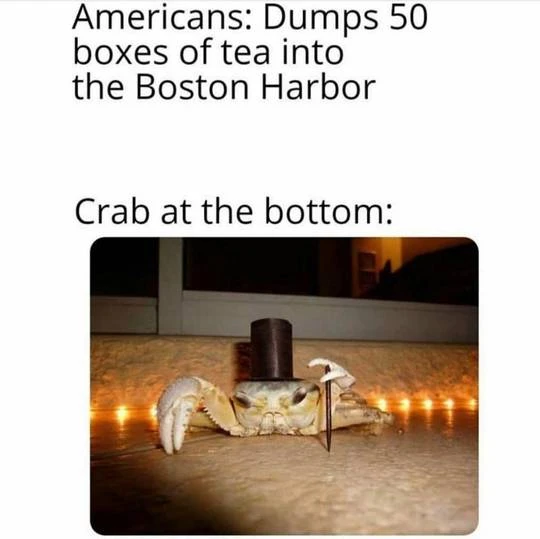 Americans: Dumps 50
boxes of tea into
the Boston Harbor
Crab at the bottom: